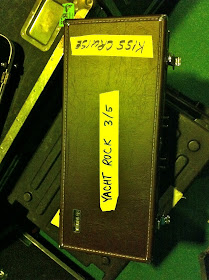 KISS CRUISE
YACHT ROCK 3/5